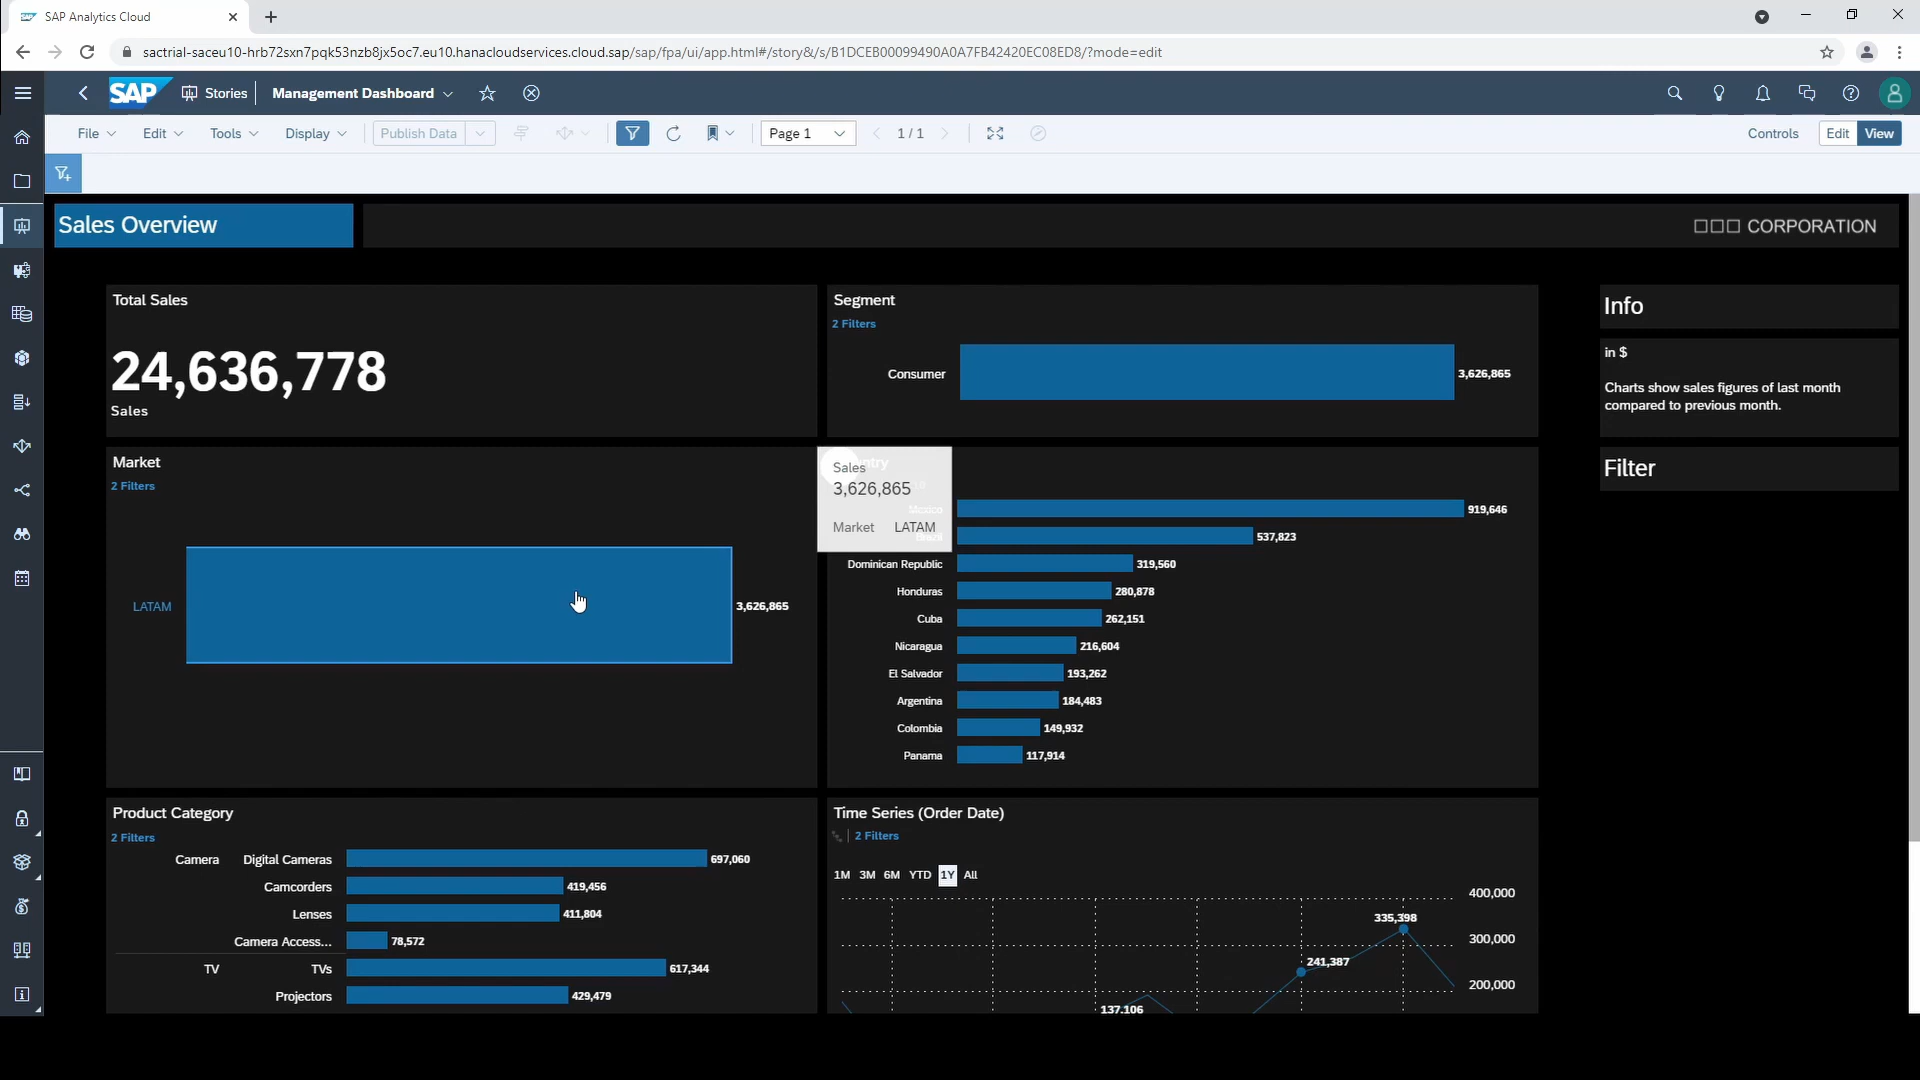 SAP Analytics Cloud
sactrial-saceu10-hrb72sxn7pqk53nzb8jx5oc7.eu10.hanacloudservices.cloud.sap/sap/fpa/ui/app.html#/story&/s/B1DCEB00099490A0A7FB42420EC08ED8/?mode=edit
SAP Stories Management Dashboard
File Edit Tools Display Publish Data Page 1 1/1 Controls Edit View
Sales Overview
□□□ CORPORATION
Total Sales
24,636,778
Sales
Segment
2 Filters
Consumer 3,626,865
Info
in $
Charts show sales figures of last month
compared to previous month.
Filter
Market
2 Filters
LATAM 3,626,865
Sales
3,626,865
Market LATAM
Mexico 919,646
Brazil 537,823
Dominican Republic 319,560
Honduras 280,878
Cuba 262,151
Nicaragua 216,604
El Salvador 193,262
Argentina 184,483
Colombia 149,932
Panama 117,914
Product Category
2 Filters
Camera Digital Cameras 697,060
Camcorders 419,456
Lenses 411,804
Camera Access... 78,572
TV TVs 617,344
Projectors 429,479
Time Series (Order Date)
2 Filters
1M 3M 6M YTD 1Y All
400,000
335,398
300,000
241,387
200,000
137,106